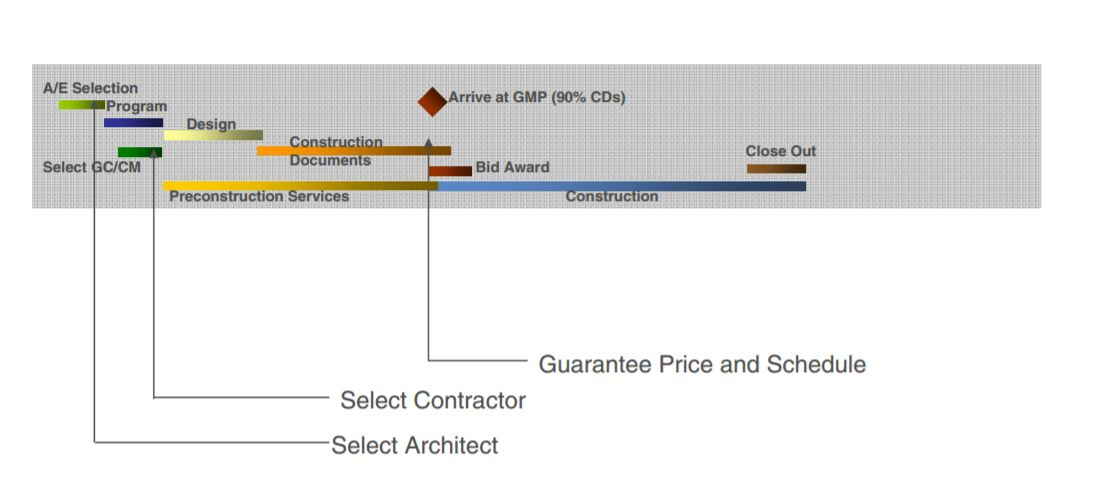 A/E Selection
Program
Arrive at GMP (90% CDs)
Design
Construction
Documents
Select GC/CM
Bid Award
Close Out
Preconstruction Services
Construction
Guarantee Price and Schedule
Select Contractor
Select Architect